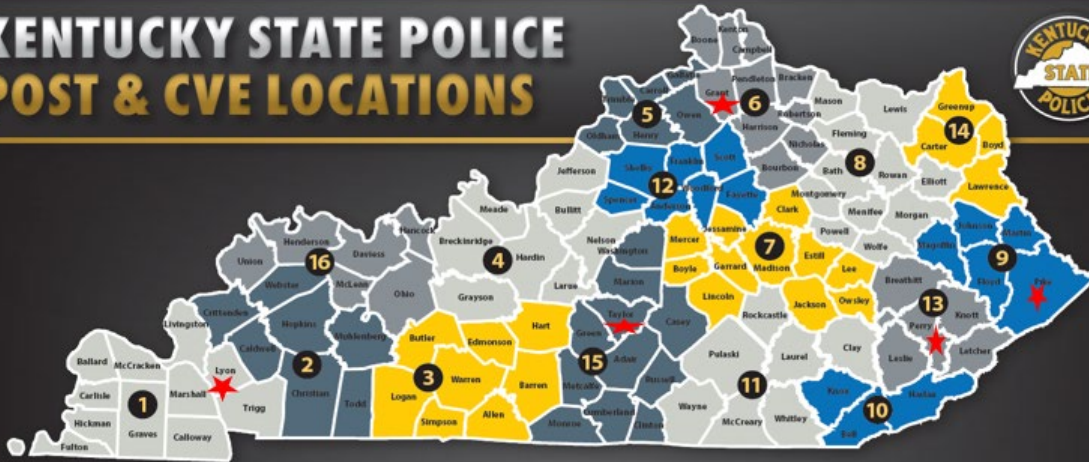 KENTUCKY STATE POLICE
POST & CVE LOCATIONS
KENTUCKY
STATE
POLICE
Boone
Kenton
Campbell
Gallatin
Pendleton
Bracken
Carroll
Grant
6
Trimble
Owen
Robertson
Mason
Lewis
Greenup
5
Henry
Harrison
Fleming
14
Oldham
Nicholas
Carter
Boyd
Jefferson
Shelby
Franklin
Scott
Bourbon
8
Bath
Rowan
Elliott
12
Woodford
Fayette
Montgomery
Lawrence
Spencer
Anderson
Clark
Menifee
Morgan
Meade
Bullitt
Jessamine
Powell
Johnson
Martin
Hancock
Breckinridge
Nelson
Washington
Mercer
7
Wolfe
Magoffin
Henderson
Daviess
4
Hardin
Boyle
Garrard
Madison
Estill
Lee
9
Union
16
Marion
Breathitt
Floyd
Pike
Webster
McLean
Ohio
Grayson
Larue
Lincoln
Jackson
Owsley
13
Knott
Crittenden
Hopkins
Muhlenberg
Butler
Hart
Taylor
Casey
Rockcastle
Perry
Livingston
Caldwell
Edmonson
Green
Adair
Pulaski
Laurel
Clay
Leslie
Letcher
Ballard
McCracken
Lyon
2
3
Warren
15
Barren
Metcalfe
Russell
11
Knox
Harlan
Carlisle
1
Marshall
Trigg
Christian
Todd
Logan
Simpson
Allen
Monroe
Cumberland
Clinton
Wayne
McCreary
Whitley
10
Bell
Hickman
Graves
Calloway
Fulton